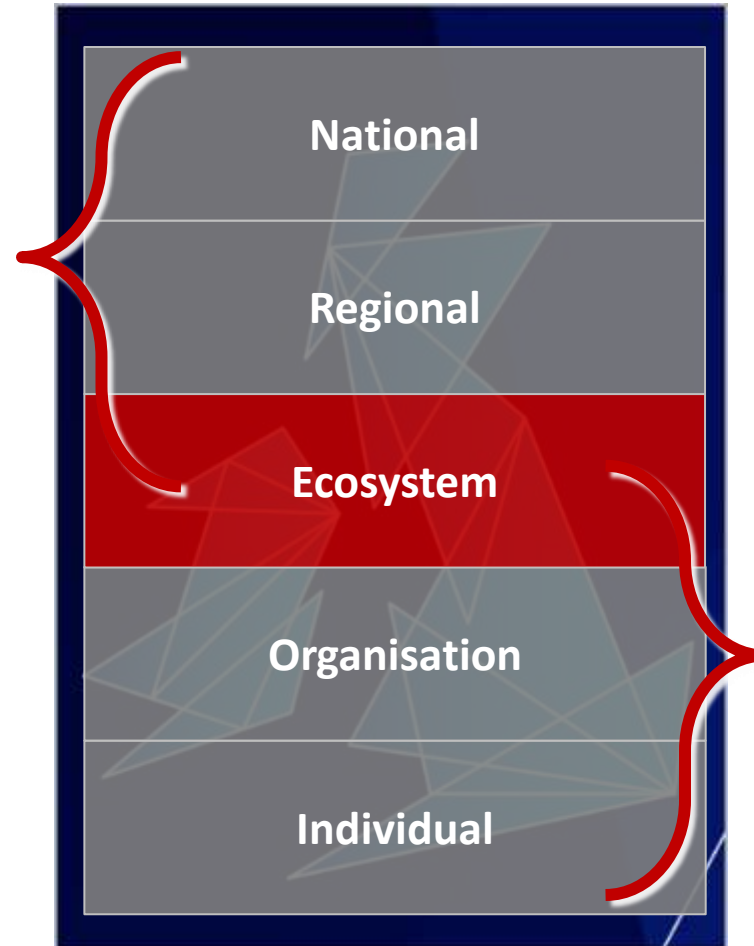 National
Regional
Ecosystem
Organisation
Individual